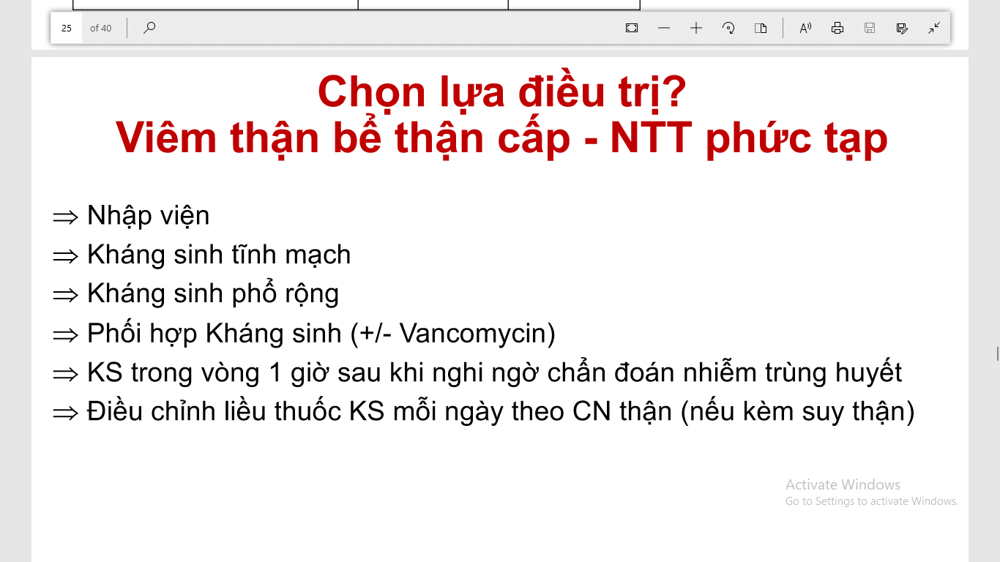 25 of 40
Chọn lựa điều trị?
Viêm thận bể thận cấp - NTT phức tạp
⇒ Nhập viện
⇒ Kháng sinh tĩnh mạch
⇒ Kháng sinh phổ rộng
⇒ Phối hợp Kháng sinh (+/- Vancomycin)
⇒ KS trong vòng 1 giờ sau khi nghi ngờ chẩn đoán nhiễm trùng huyết
⇒ Điều chỉnh liều thuốc KS mỗi ngày theo CN thận (nếu kèm suy thận)
Activate Windows
Go to Settings to activate Windows.